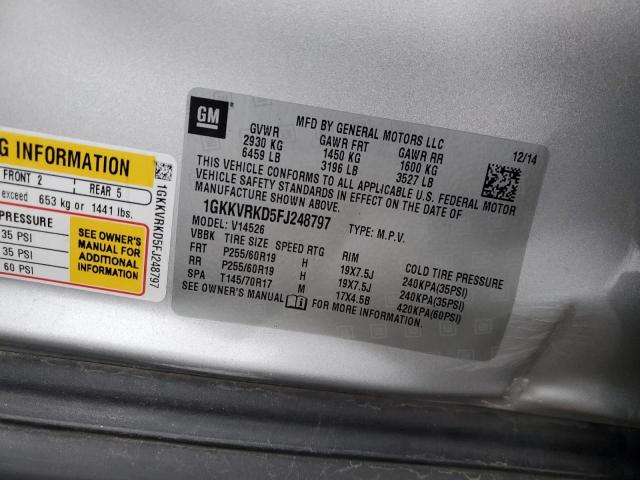 G INFORMATION
FRONT 2 REAR 5
exceed 653 kg or 1441 lbs.
PRESSURE
35 PSI
35 PSI
60 PSI
SEE OWNER'S
MANUAL FOR
ADDITIONAL
INFORMATION
1GKKVRKD5FJ248797
GM
MFD BY GENERAL MOTORS LLC
12/14
GVWR GAWR FRT GAWR RR
2930 KG 1450 KG 1600 KG
6459 LB 3196 LB 3527 LB
THIS VEHICLE CONFORMS TO ALL APPLICABLE U.S. FEDERAL MOTOR
VEHICLE SAFETY STANDARDS IN EFFECT ON THE DATE OF
MANUFACTURE SHOWN ABOVE.
1GKKVRKD5FJ248797 TYPE: M.P.V.
MODEL: V14526
VBBK TIRE SIZE SPEED RTG RIM COLD TIRE PRESSURE
FRT P255/60R19 H 19X7.5J 240KPA(35PSI)
RR P255/60R19 H 19X7.5J 240KPA(35PSI)
SPA T145/70R17 M 17X4.5B 420KPA(60PSI)
SEE OWNER'S MANUAL FOR MORE INFORMATION.